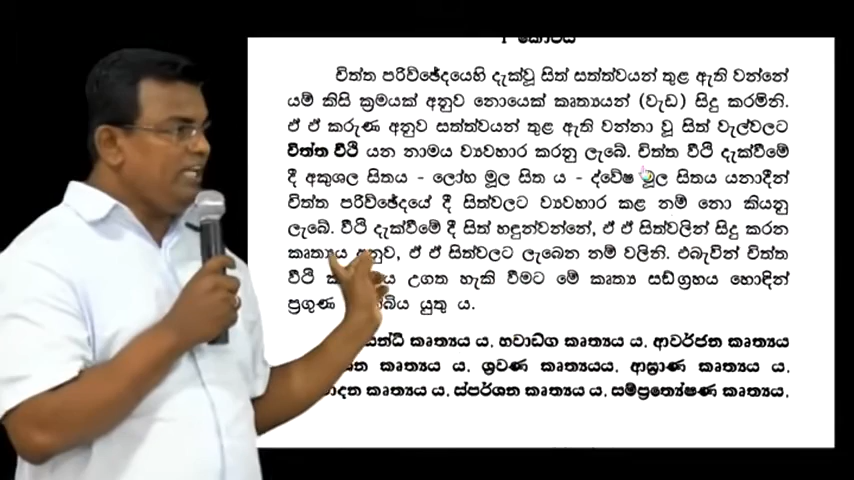 චිත්ත පරිච්ඡේදයෙහි දැක්වූ සිත් සත්ත්වයන් තුළ ඇති වන්නේ
යම් කිසි ක්‍රමයක් අනුව නොයෙක් කෘත්‍යයන් (වැඩ) සිදු කරමිනි.
ඒ ඒ කරුණ අනුව සත්ත්වයන් තුළ ඇති වන්නා වූ සිත් වැල්වලට
චිත්ත වීථි යන නාමය ව්‍යවහාර කරනු ලැබේ. චිත්ත වීථි දැක්වීමේ
දී අකුශල සිතය - ලෝභ මූල සිත ය - ද්වේෂ මූල සිතය යනාදීන්
චිත්ත පරිච්ඡේදයේ දී සිත්වලට ව්‍යවහාර කළ නම් නො කියනු
ලැබේ. වීථි දැක්වීමේ දී සිත් හඳුන්වන්නේ, ඒ ඒ සිත්වලින් සිදු කරන
කෘත්‍යය අනුව, ඒ ඒ සිත්වලට ලැබෙන නම් වලිනි. එබැවින් චිත්ත
වීථි උගත හැකි වීමට මේ කෘත්‍ය සඞ්ග්‍රහය හොඳින්
ප්‍රගුණ යුතු ය.
කෘත්‍යය ය, භවාඞ්ග කෘත්‍යය ය, ආවර්ජන කෘත්‍යය
කෘත්‍යය ය, ශ්‍රවණ කෘත්‍යයය, ආඝ්‍රාණ කෘත්‍යය ය,
කෘත්‍යය ය, ස්පර්ශන කෘත්‍යය ය, සම්ප්‍රත්‍යේෂණ කෘත්‍යය,